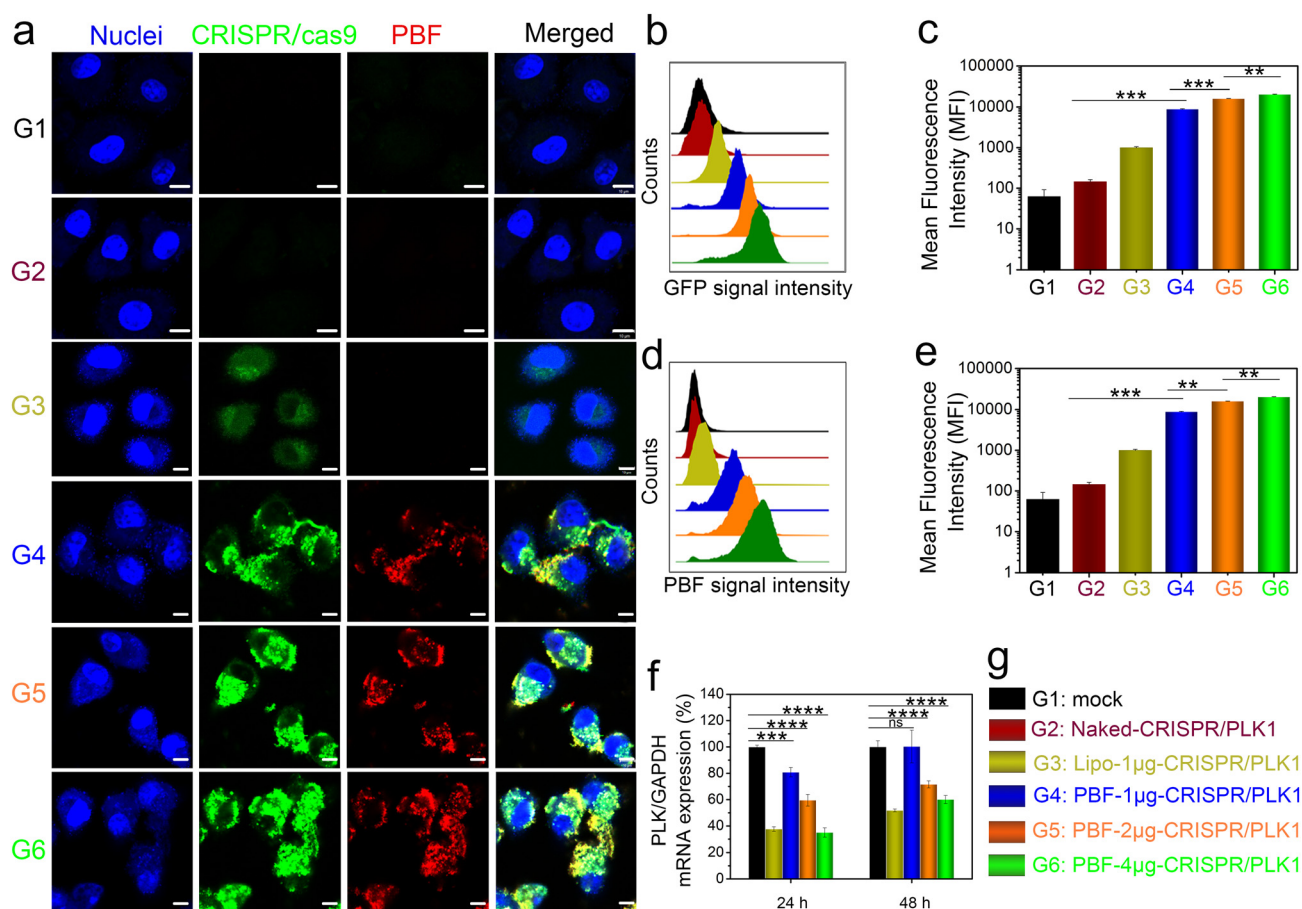 a
Nuclei CRISPR/cas9 PBF Merged
G1
G2
G3
G4
G5
G6
b
Counts
GFP signal intensity
c
Mean Fluorescence
Intensity (MFI)
100000
10000
1000
100
10
1
*** *** **
G1 G2 G3 G4 G5 G6
d
Counts
PBF signal intensity
e
Mean Fluorescence
Intensity (MFI)
100000
10000
1000
100
10
1
*** ** **
G1 G2 G3 G4 G5 G6
f
PLK/GAPDH
mRNA expression (%)
140
120
100
80
60
40
20
0
****
****
***
****
****
ns
24 h 48 h
g
G1: mock
G2: Naked-CRISPR/PLK1
G3: Lipo-1µg-CRISPR/PLK1
G4: PBF-1µg-CRISPR/PLK1
G5: PBF-2µg-CRISPR/PLK1
G6: PBF-4µg-CRISPR/PLK1